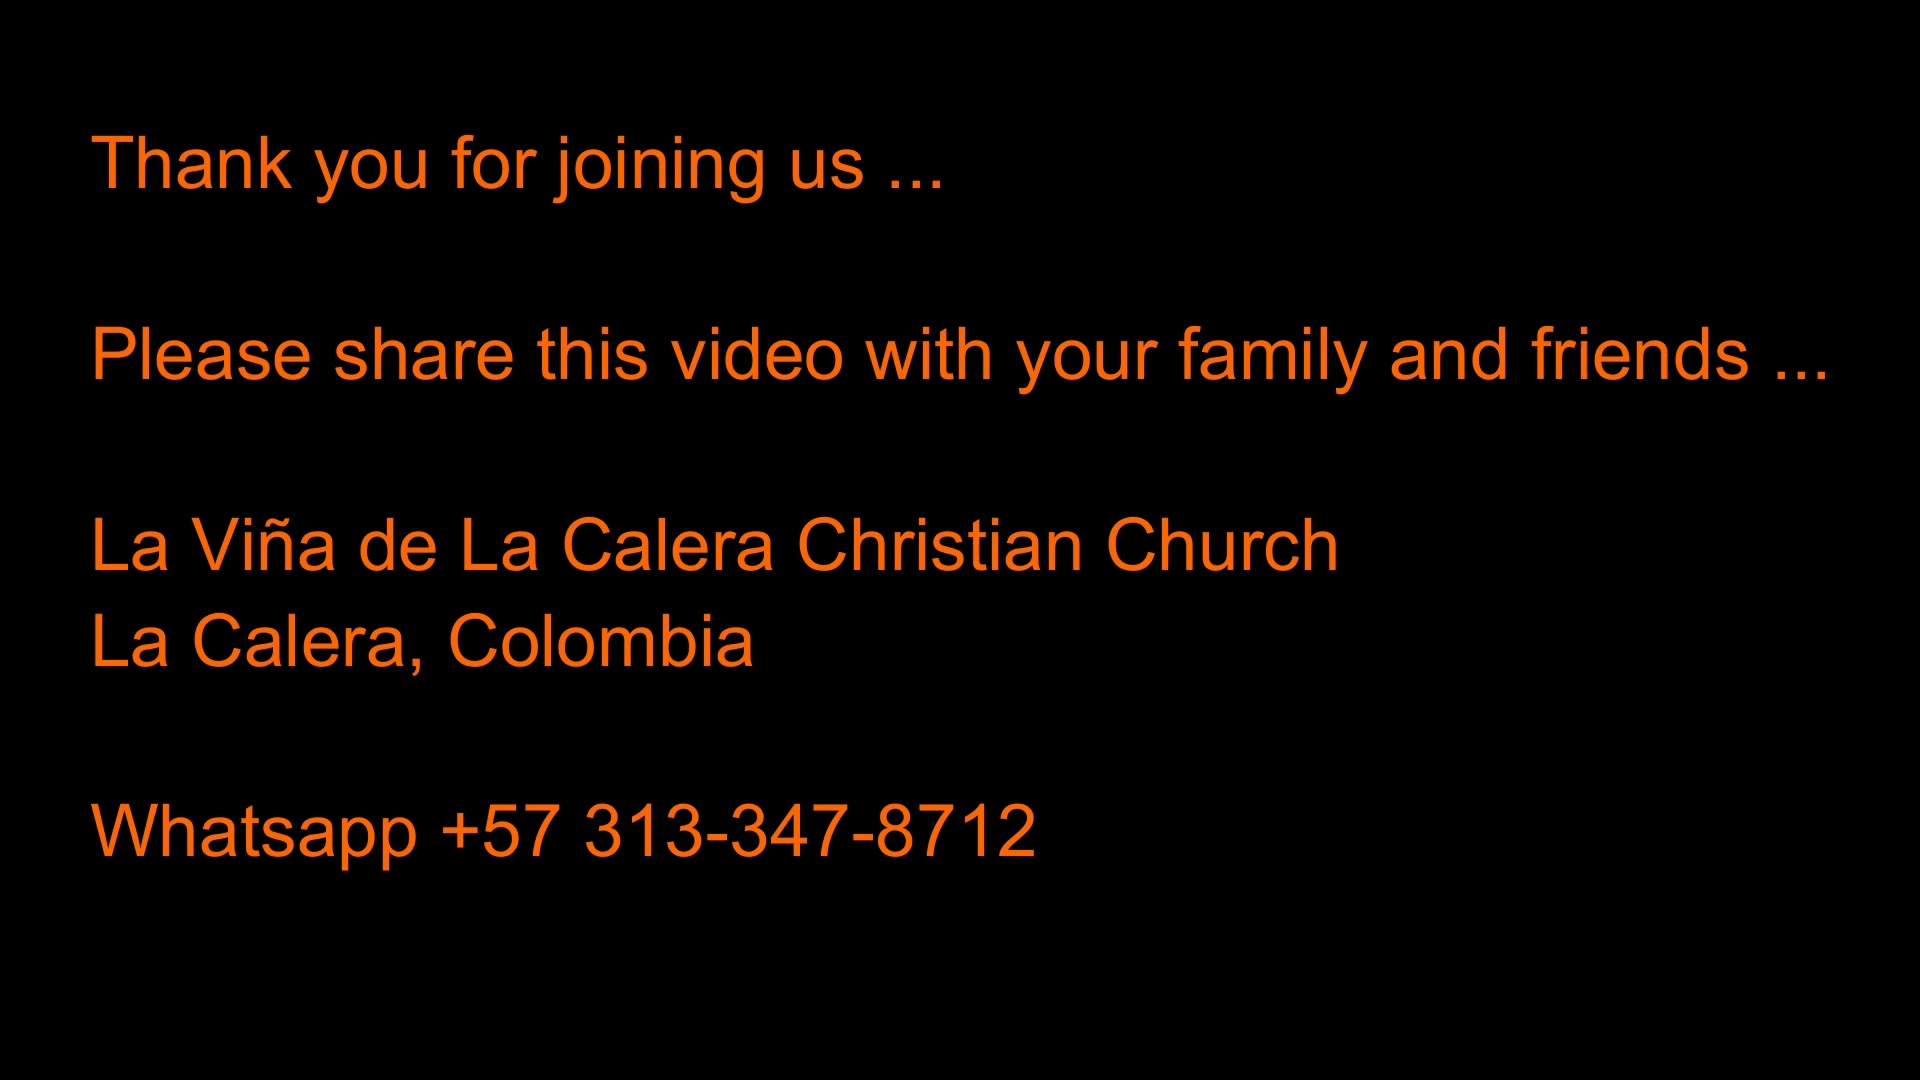 Thank you for joining us ...
Please share this video with your family and friends ...
La Viña de La Calera Christian Church
La Calera, Colombia
Whatsapp +57 313-347-8712